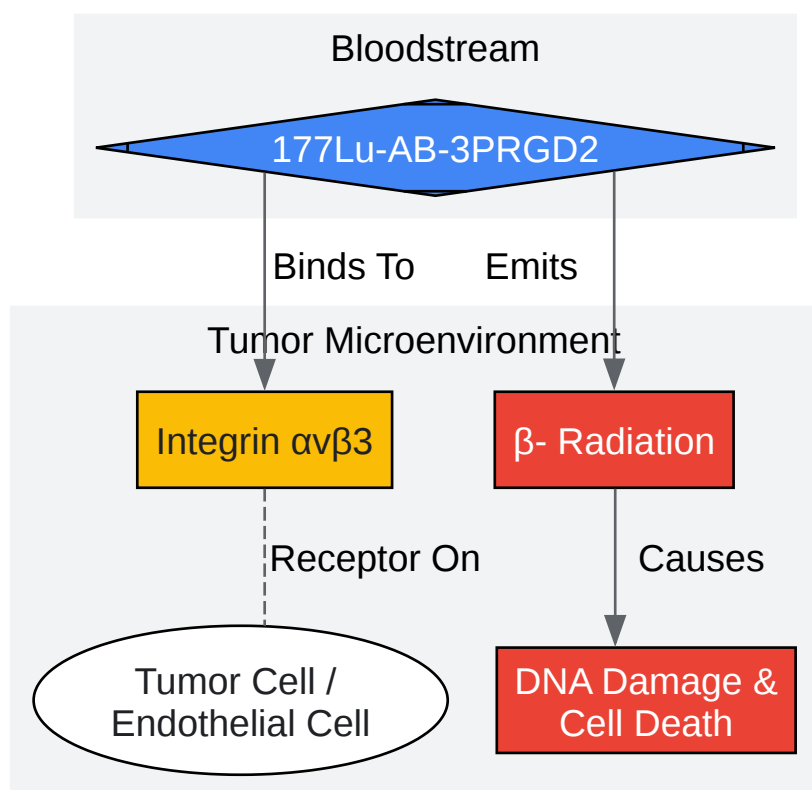 Bloodstream
177Lu-AB-3PRGD2
Binds To
Emits
Tumor Microenvironment
Integrin αvβ3
β- Radiation
Receptor On
Causes
Tumor Cell /
Endothelial Cell
DNA Damage &
Cell Death